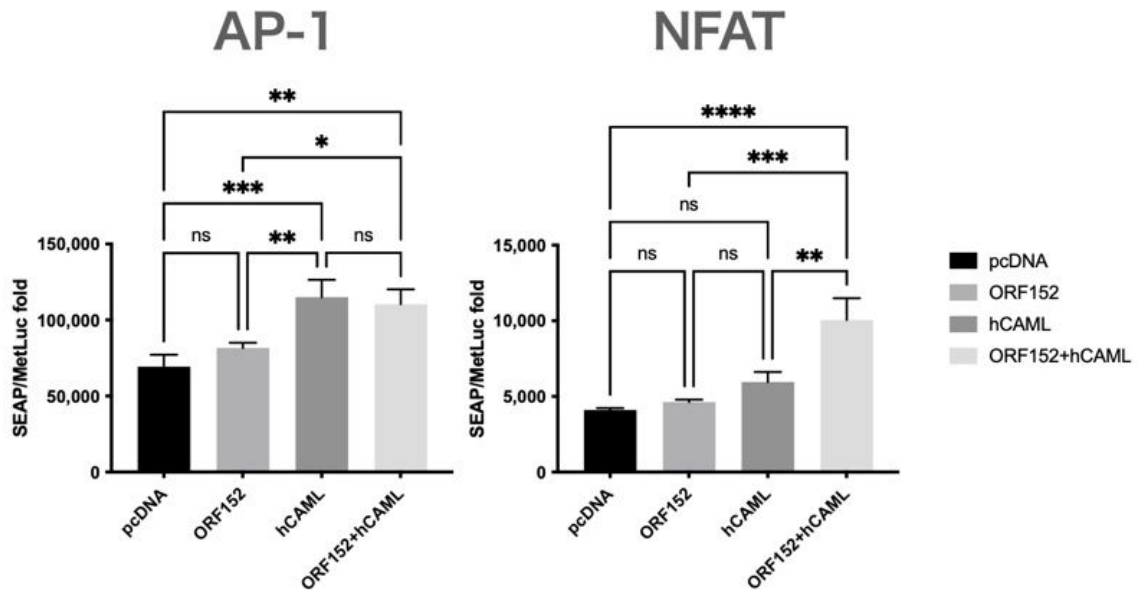 AP-1
**
*
***
ns
**
ns
SEAP/MetLuc fold
150,000
100,000
50,000
0
pcDNA
ORF152
hCAML
ORF152+hCAML
NFAT
****
***
ns
ns
ns
**
SEAP/MetLuc fold
15,000
10,000
5,000
0
pcDNA
ORF152
hCAML
ORF152+hCAML
pcDNA
ORF152
hCAML
ORF152+hCAML